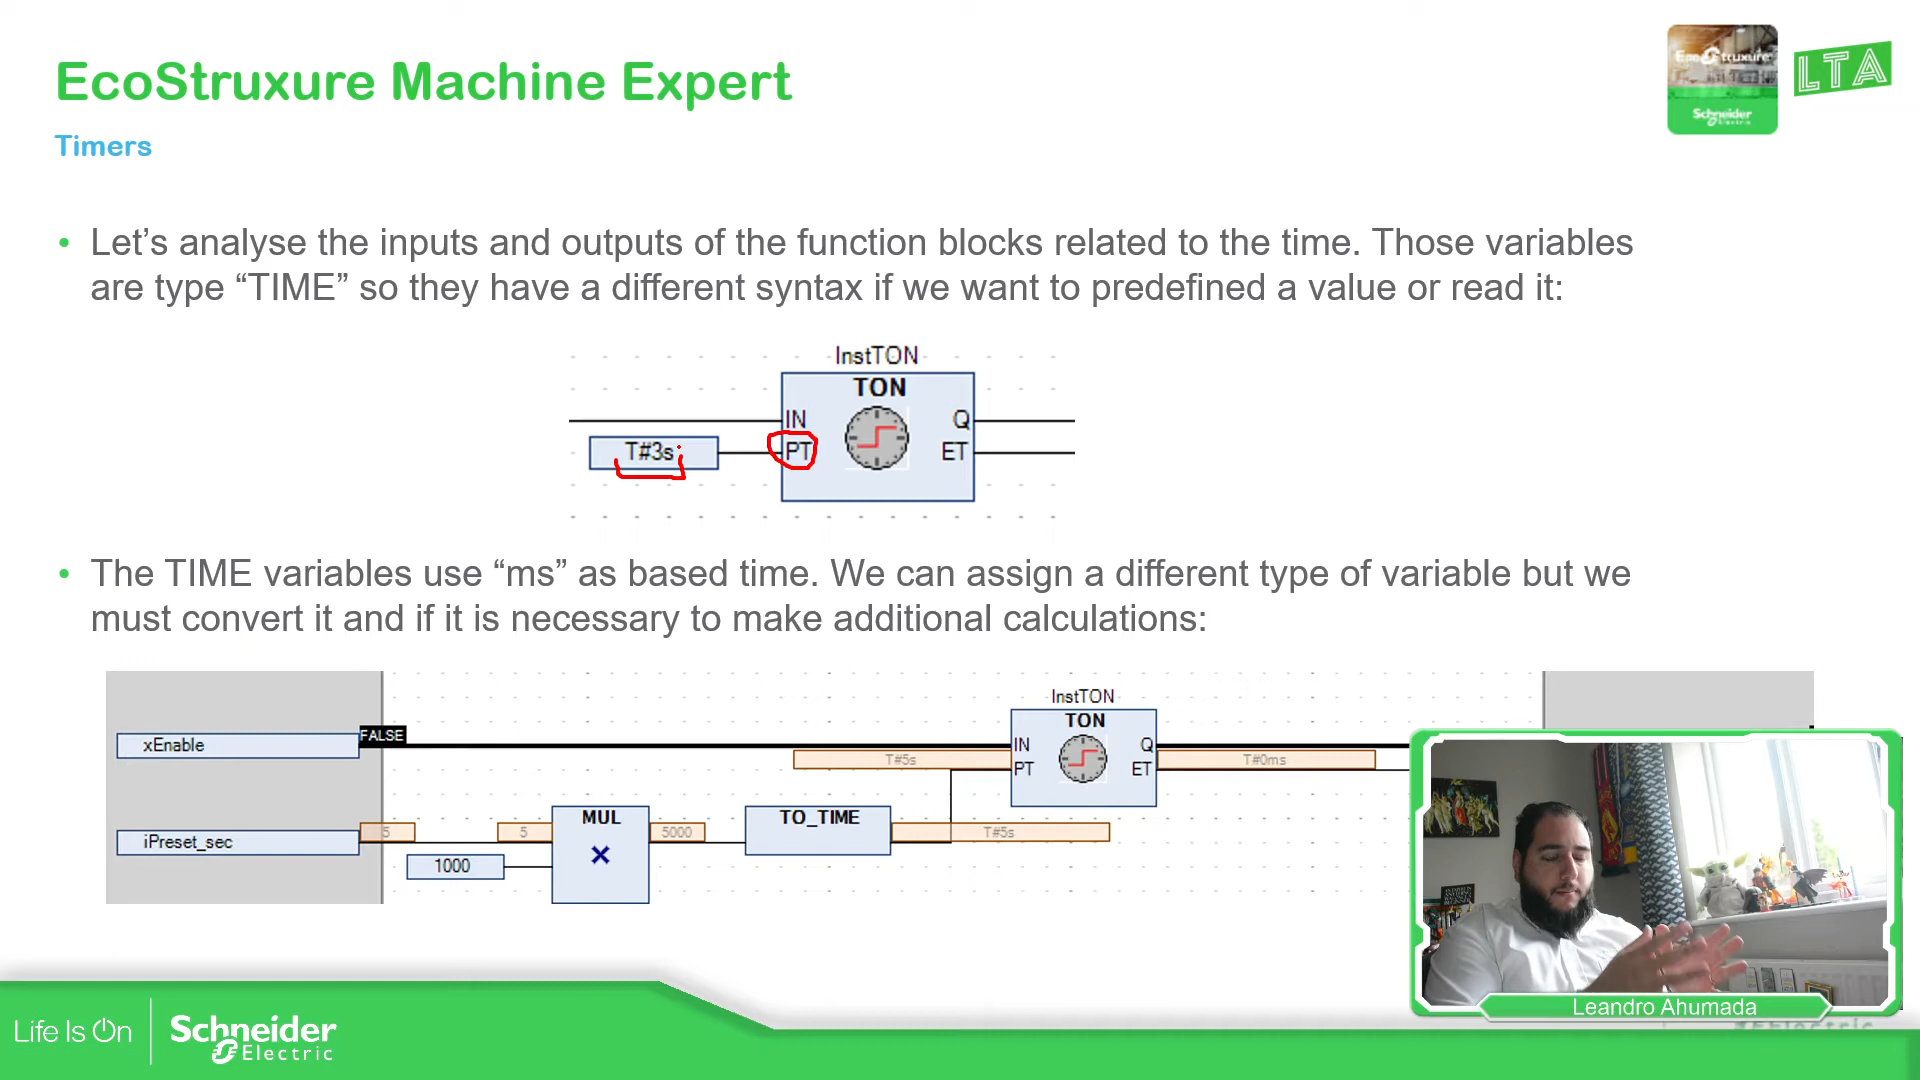 EcoStruxure Machine Expert
Timers
EcoStruxure
Schneider
Electric
LTA
• Let’s analyse the inputs and outputs of the function blocks related to the time. Those variables
are type “TIME” so they have a different syntax if we want to predefined a value or read it:
InstTON
TON
IN
Q
T#3s
PT
ET
• The TIME variables use “ms” as based time. We can assign a different type of variable but we
must convert it and if it is necessary to make additional calculations:
InstTON
TON
xEnable
FALSE
IN
Q
T#5s
PT
ET
T#0ms
iPreset_sec
5
5
MUL
5000
TO_TIME
T#5s
1000
Leandro Ahumada
Life Is On
Schneider
Electric